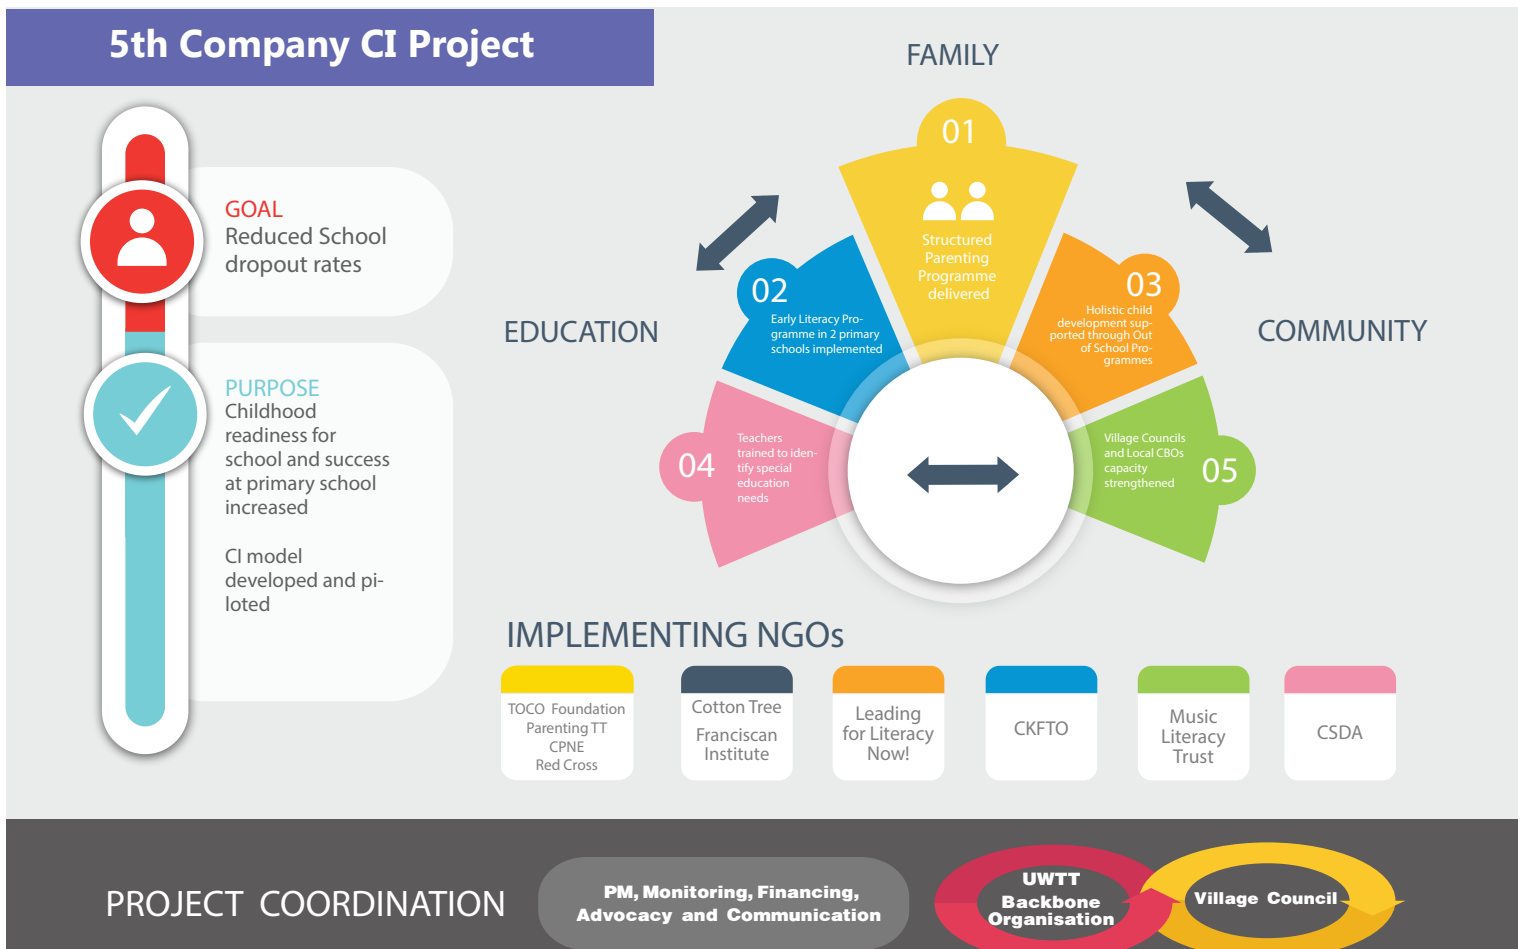 5th Company CI Project
FAMILY
01
Structured
Parenting
Programme
delivered
GOAL
Reduced School
dropout rates
EDUCATION
02
Early Literacy Pro-
gramme in 2 primary
schools implemented
03
Holistic child
development sup-
ported through Out
of School Pro-
grammes
COMMUNITY
PURPOSE
Childhood
readiness for
school and success
at primary school
increased
CI model
developed and pi-
loted
04
Teachers
trained to iden-
tify special
education
needs
Village Councils
and Local CBOs
capacity
strengthened
05
IMPLEMENTING NGOs
TOCO Foundation
Parenting TT
CPNE
Red Cross
Cotton Tree
Franciscan
Institute
Leading
for Literacy
Now!
CKFTO
Music
Literacy
Trust
CSDA
PROJECT COORDINATION
PM, Monitoring, Financing,
Advocacy and Communication
UWTT
Backbone
Organisation
Village Council